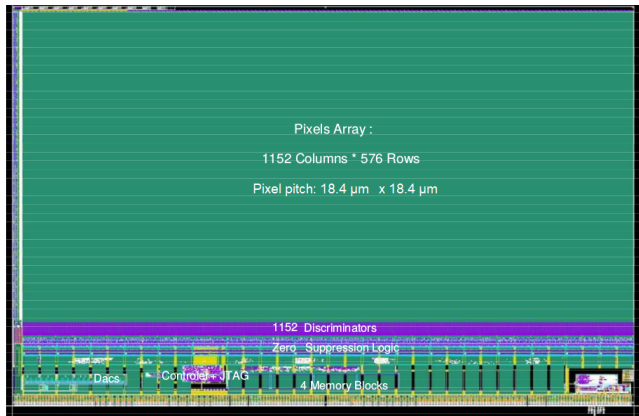 Pixels Array :
1152 Columns * 576 Rows
Pixel pitch: 18.4 µm x 18.4 µm
1152 Discriminators
Zero Suppression Logic
Dacs
Controler + JTAG
4 Memory Blocks